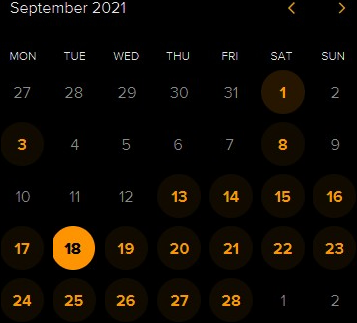 September 2021
MON TUE WED THU FRI SAT SUN
27 28 29 30 31 1 2
3 4 5 6 7 8 9
10 11 12 13 14 15 16
17 18 19 20 21 22 23
24 25 26 27 28 1 2